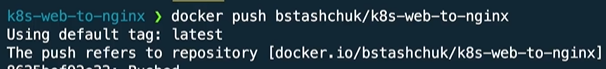 k8s-web-to-nginx ❯ docker push bstashchuk/k8s-web-to-nginx
Using default tag: latest
The push refers to repository [docker.io/bstashchuk/k8s-web-to-nginx]